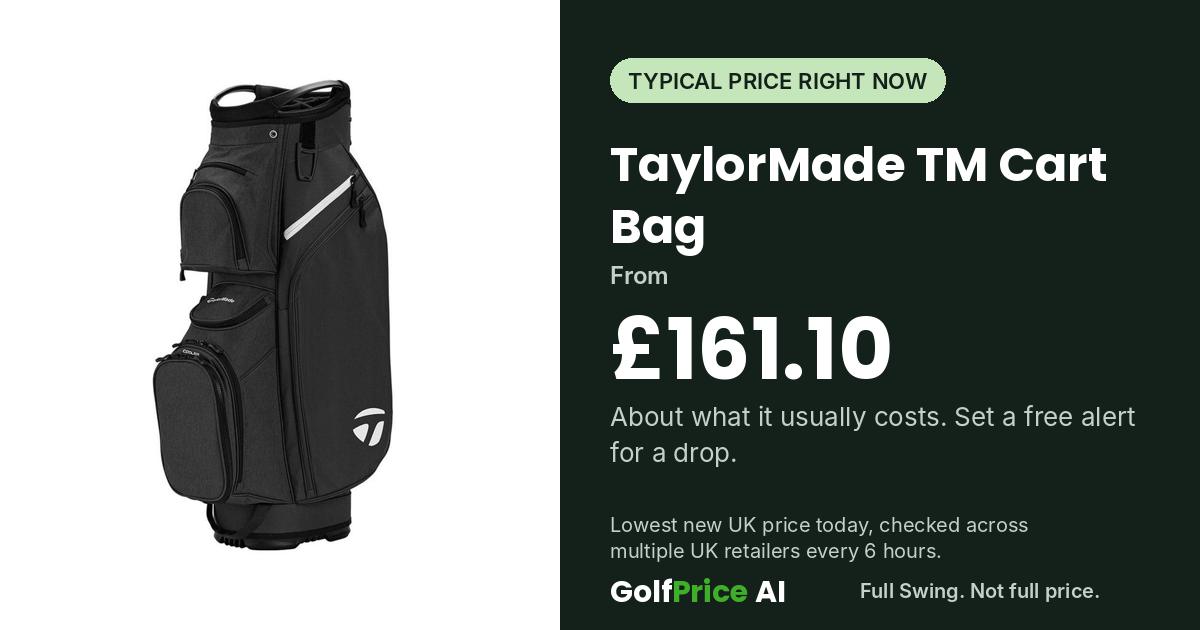 TYPICAL PRICE RIGHT NOW
TaylorMade TM Cart
Bag
From
£161.10
About what it usually costs. Set a free alert
for a drop.
Lowest new UK price today, checked across
multiple UK retailers every 6 hours.
GolfPrice AI
Full Swing. Not full price.
TaylorMade
COOLER